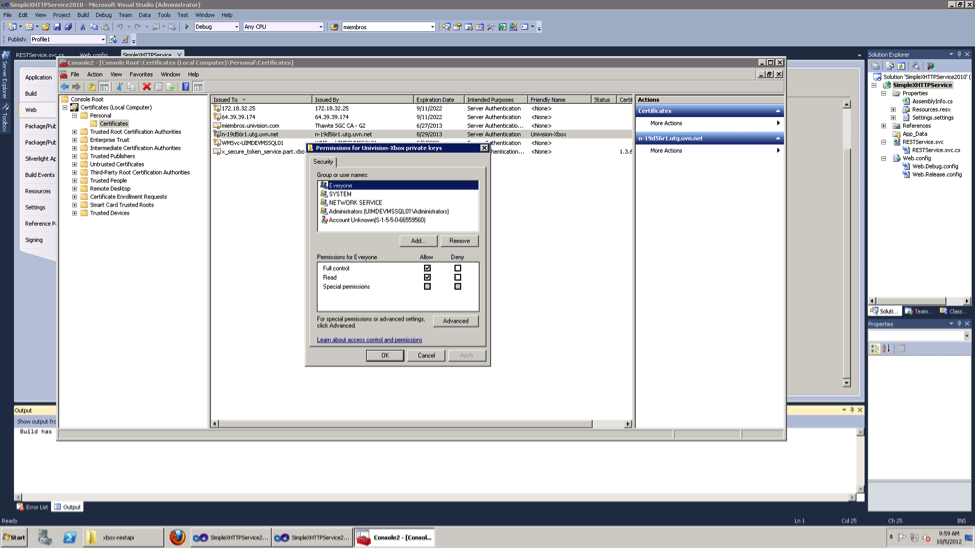 SimpleXHTTPService - Microsoft Visual Studio (Administrator)
File Edit View Project Build Debug Team Data Tools Test Window Help
Debug Any CPU miembros
Publish: Profile1
RESTService.svc.cs Web.config SimpleXHTTPService
Server Explorer
Toolbox
Application
Build
Web
Package/Pub
Package/Pub
Silverlight Ap
Build Events
Resources
Settings
Reference P
Signing
Console2 - [Console Root\Certificates (Local Computer)\Personal\Certificates]
File Action View Favorites Window Help
Console Root
Certificates (Local Computer)
Personal
Certificates
Trusted Root Certification Authorities
Enterprise Trust
Intermediate Certification Authorities
Trusted Publishers
Untrusted Certificates
Third-Party Root Certification Authorities
Trusted People
Remote Desktop
Certificate Enrollment Requests
Smart Card Trusted Roots
Trusted Devices
Issued To Issued By Expiration Date Intended Purposes Friendly Name Status Certi
172.18.32.25 172.18.32.25 9/11/2022 Server Authentication <None>
64.39.39.174 64.39.39.174 9/11/2022 Server Authentication <None>
miembros.univision.com Thawte SGC CA - G2 6/27/2013 Server Authentication <None>
n-19d56r1.utg.uvm.net n-19d56r1.utg.uvm.net 8/29/2013 Server Authentication Univision-Xbox
WMSvc-UIMDEVMSSQL01 <None>
x_secure_token_service.part.xbo <None> 1.3.6
Permissions for Univision-Xbox private keys
Security
Group or user names:
Everyone
SYSTEM
NETWORK SERVICE
Administrators (UIMDEVMSSQL01\Administrators)
Account Unknown(S-1-5-5-0-68559560)
Add... Remove
Permissions for Everyone Allow Deny
Full control
Read
Special permissions
For special permissions or advanced settings,
click Advanced.
Advanced
Learn about access control and permissions
OK Cancel Apply
Actions
Certificates
More Actions
n-19d56r1.utg.uvm.net
More Actions
Solution Explorer
Solution 'SimpleXHTTPService2010' (
SimpleXHTTPService
Properties
AssemblyInfo.cs
Resources.resx
Settings.settings
References
App_Data
RESTService.svc
RESTService.svc.cs
Web.config
Web.Debug.config
Web.Release.config
Soluti... Team... Class...
Properties
Output
Show output fro
Build has
Error List Output
Ready Ln 1 Col 25 Ch 25 INS
Start xbox-restapi SimpleXHTTPService2... SimpleXHTTPService2... Console2 - [Consol...
9:59 AM
10/5/2012